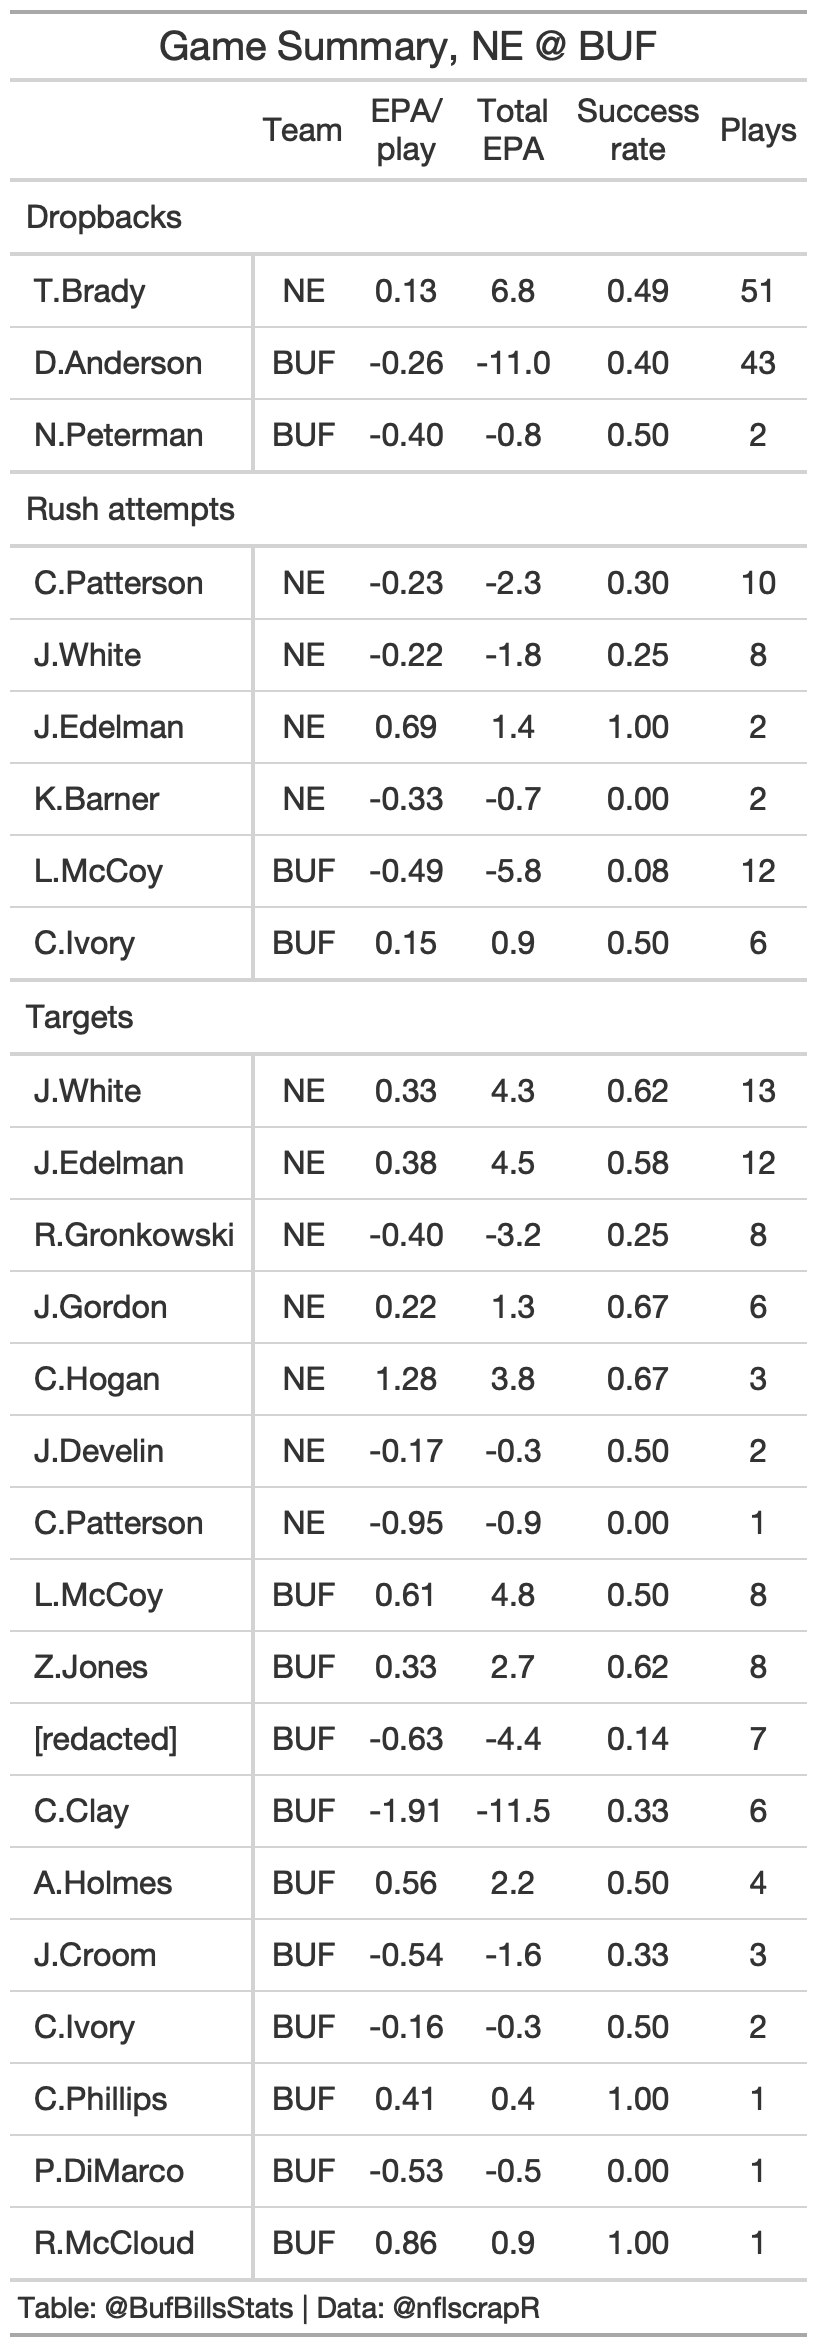 Game Summary, NE @ BUF
Team EPA/ play Total EPA Success rate Plays
Dropbacks
T.Brady NE 0.13 6.8 0.49 51
D.Anderson BUF -0.26 -11.0 0.40 43
N.Peterman BUF -0.40 -0.8 0.50 2
Rush attempts
C.Patterson NE -0.23 -2.3 0.30 10
J.White NE -0.22 -1.8 0.25 8
J.Edelman NE 0.69 1.4 1.00 2
K.Barner NE -0.33 -0.7 0.00 2
L.McCoy BUF -0.49 -5.8 0.08 12
C.Ivory BUF 0.15 0.9 0.50 6
Targets
J.White NE 0.33 4.3 0.62 13
J.Edelman NE 0.38 4.5 0.58 12
R.Gronkowski NE -0.40 -3.2 0.25 8
J.Gordon NE 0.22 1.3 0.67 6
C.Hogan NE 1.28 3.8 0.67 3
J.Develin NE -0.17 -0.3 0.50 2
C.Patterson NE -0.95 -0.9 0.00 1
L.McCoy BUF 0.61 4.8 0.50 8
Z.Jones BUF 0.33 2.7 0.62 8
[redacted] BUF -0.63 -4.4 0.14 7
C.Clay BUF -1.91 -11.5 0.33 6
A.Holmes BUF 0.56 2.2 0.50 4
J.Croom BUF -0.54 -1.6 0.33 3
C.Ivory BUF -0.16 -0.3 0.50 2
C.Phillips BUF 0.41 0.4 1.00 1
P.DiMarco BUF -0.53 -0.5 0.00 1
R.McCloud BUF 0.86 0.9 1.00 1
Table: @BufBillsStats | Data: @nflscrapR